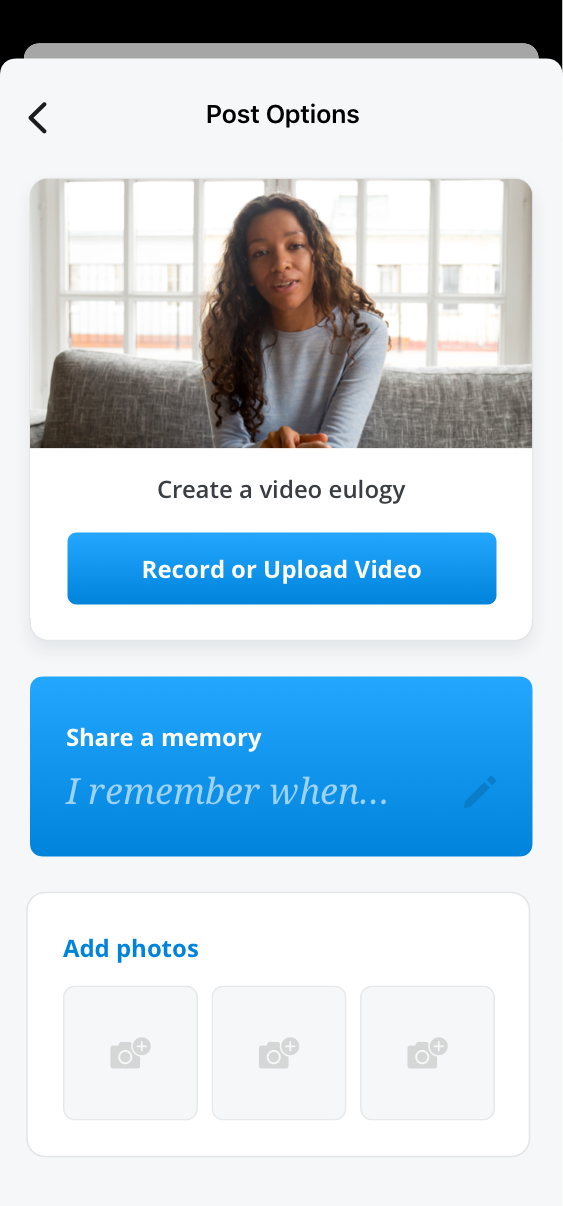 Post Options
Create a video eulogy
Record or Upload Video
Share a memory
I remember when...
Add photos